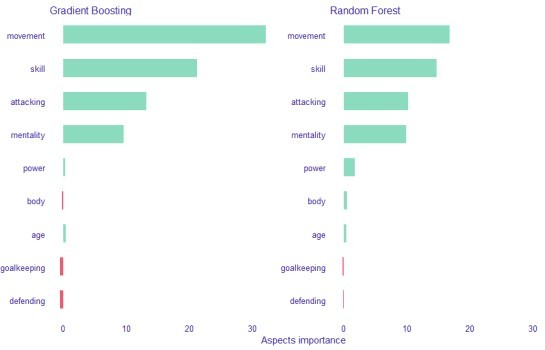 Gradient Boosting
movement
skill
attacking
mentality
power
body
age
goalkeeping
defending
0 10 20 30
Random Forest
movement
skill
attacking
mentality
power
body
age
goalkeeping
defending
0 10 20 30
Aspects importance